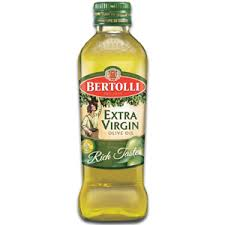 BERTOLLI
EXTRA
VIRGIN
OLIVE OIL
Rich Taste